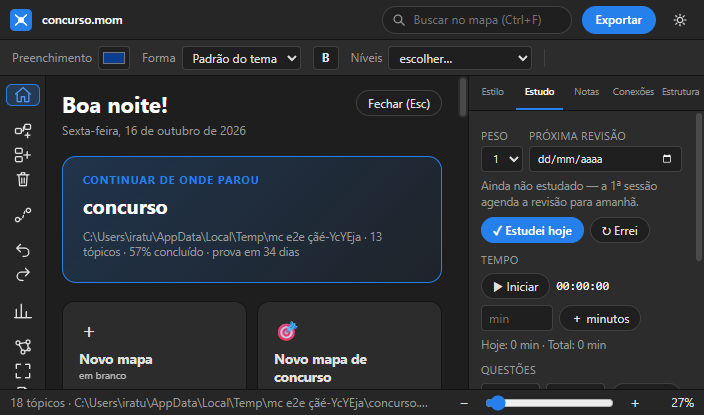 concurso.mom
Buscar no mapa (Ctrl+F)
Exportar
Preenchimento
Forma
Padrão do tema
B
Níveis
escolher...
Boa noite!
Fechar (Esc)
Sexta-feira, 16 de outubro de 2026
CONTINUAR DE ONDE PAROU
concurso
C:\Users\iratu\AppData\Local\Temp\mc e2e çãé-YcYEja · 13
tópicos · 57% concluído · prova em 34 dias
+
Novo mapa
em branco
Novo mapa de
concurso
Estilo
Estudo
Notas
Conexões
Estrutura
PESO
PRÓXIMA REVISÃO
1
dd/mm/aaaa
Ainda não estudado — a 1ª sessão
agenda a revisão para amanhã.
✓ Estudei hoje
↻ Errei
TEMPO
▶ Iniciar
00:00:00
min
+ minutos
Hoje: 0 min · Total: 0 min
QUESTÕES
18 tópicos · C:\Users\iratu\AppData\Local\Temp\mc e2e çãé-YcYEja\concurso....
−
+
27%